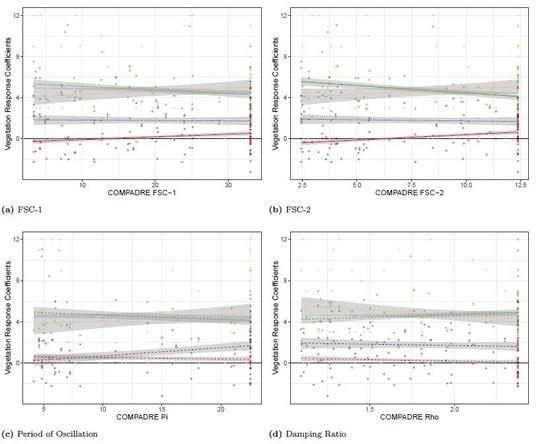 12
8
4
0
Vegetation Response Coefficients
10 20 30
COMPADRE FSC−1
(a) FSC-1
12
8
4
0
Vegetation Response Coefficients
2.5 5.0 7.5 10.0 12.5
COMPADRE FSC−2
(b) FSC-2
12
8
4
0
Vegetation Response Coefficients
5 10 15 20
COMPADRE Pi
(c) Period of Oscillation
12
8
4
0
Vegetation Response Coefficients
1.5 2.0
COMPADRE Rho
(d) Damping Ratio